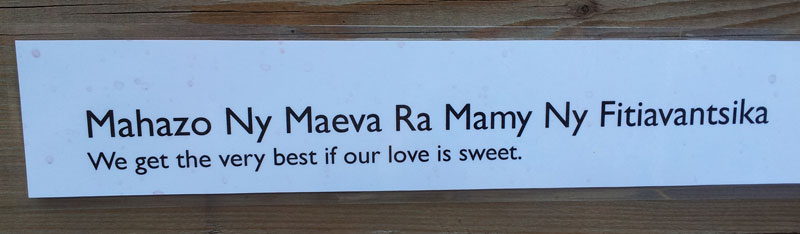 Mahazo Ny Maeva Ra Mamy Ny Fitiavantsika
We get the very best if our love is sweet.